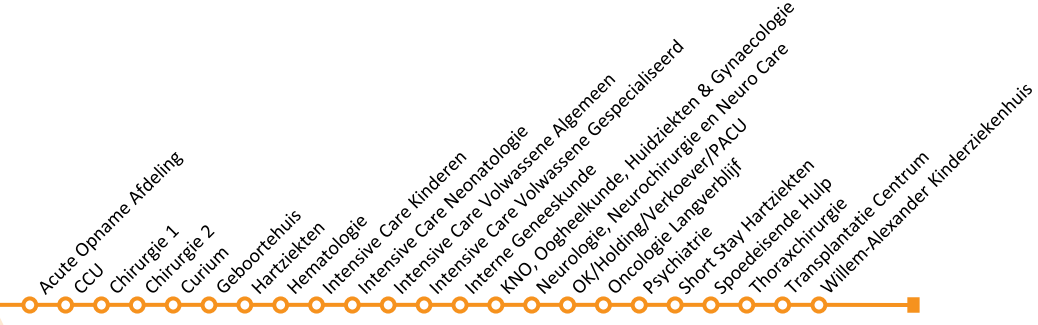 Acute Opname Afdeling
CCU
Chirurgie 1
Chirurgie 2
Curium
Geboortehuis
Hartziekten
Hematologie
Intensive Care Kinderen
Intensive Care Neonatologie
Intensive Care Volwassene Algemeen
Intensive Care Volwassene Gespecialiseerd
Interne Geneeskunde
KNO, Oogheelkunde, Huidziekten & Gynaecologie
Neurologie, Neurochirurgie en Neuro Care
OK/Holding/Verkoever/PACU
Oncologie Langverblijf
Psychiatrie
Short Stay Hartziekten
Spoedeisende Hulp
Thoraxchirurgie
Transplantatie Centrum
Willem-Alexander Kinderziekenhuis